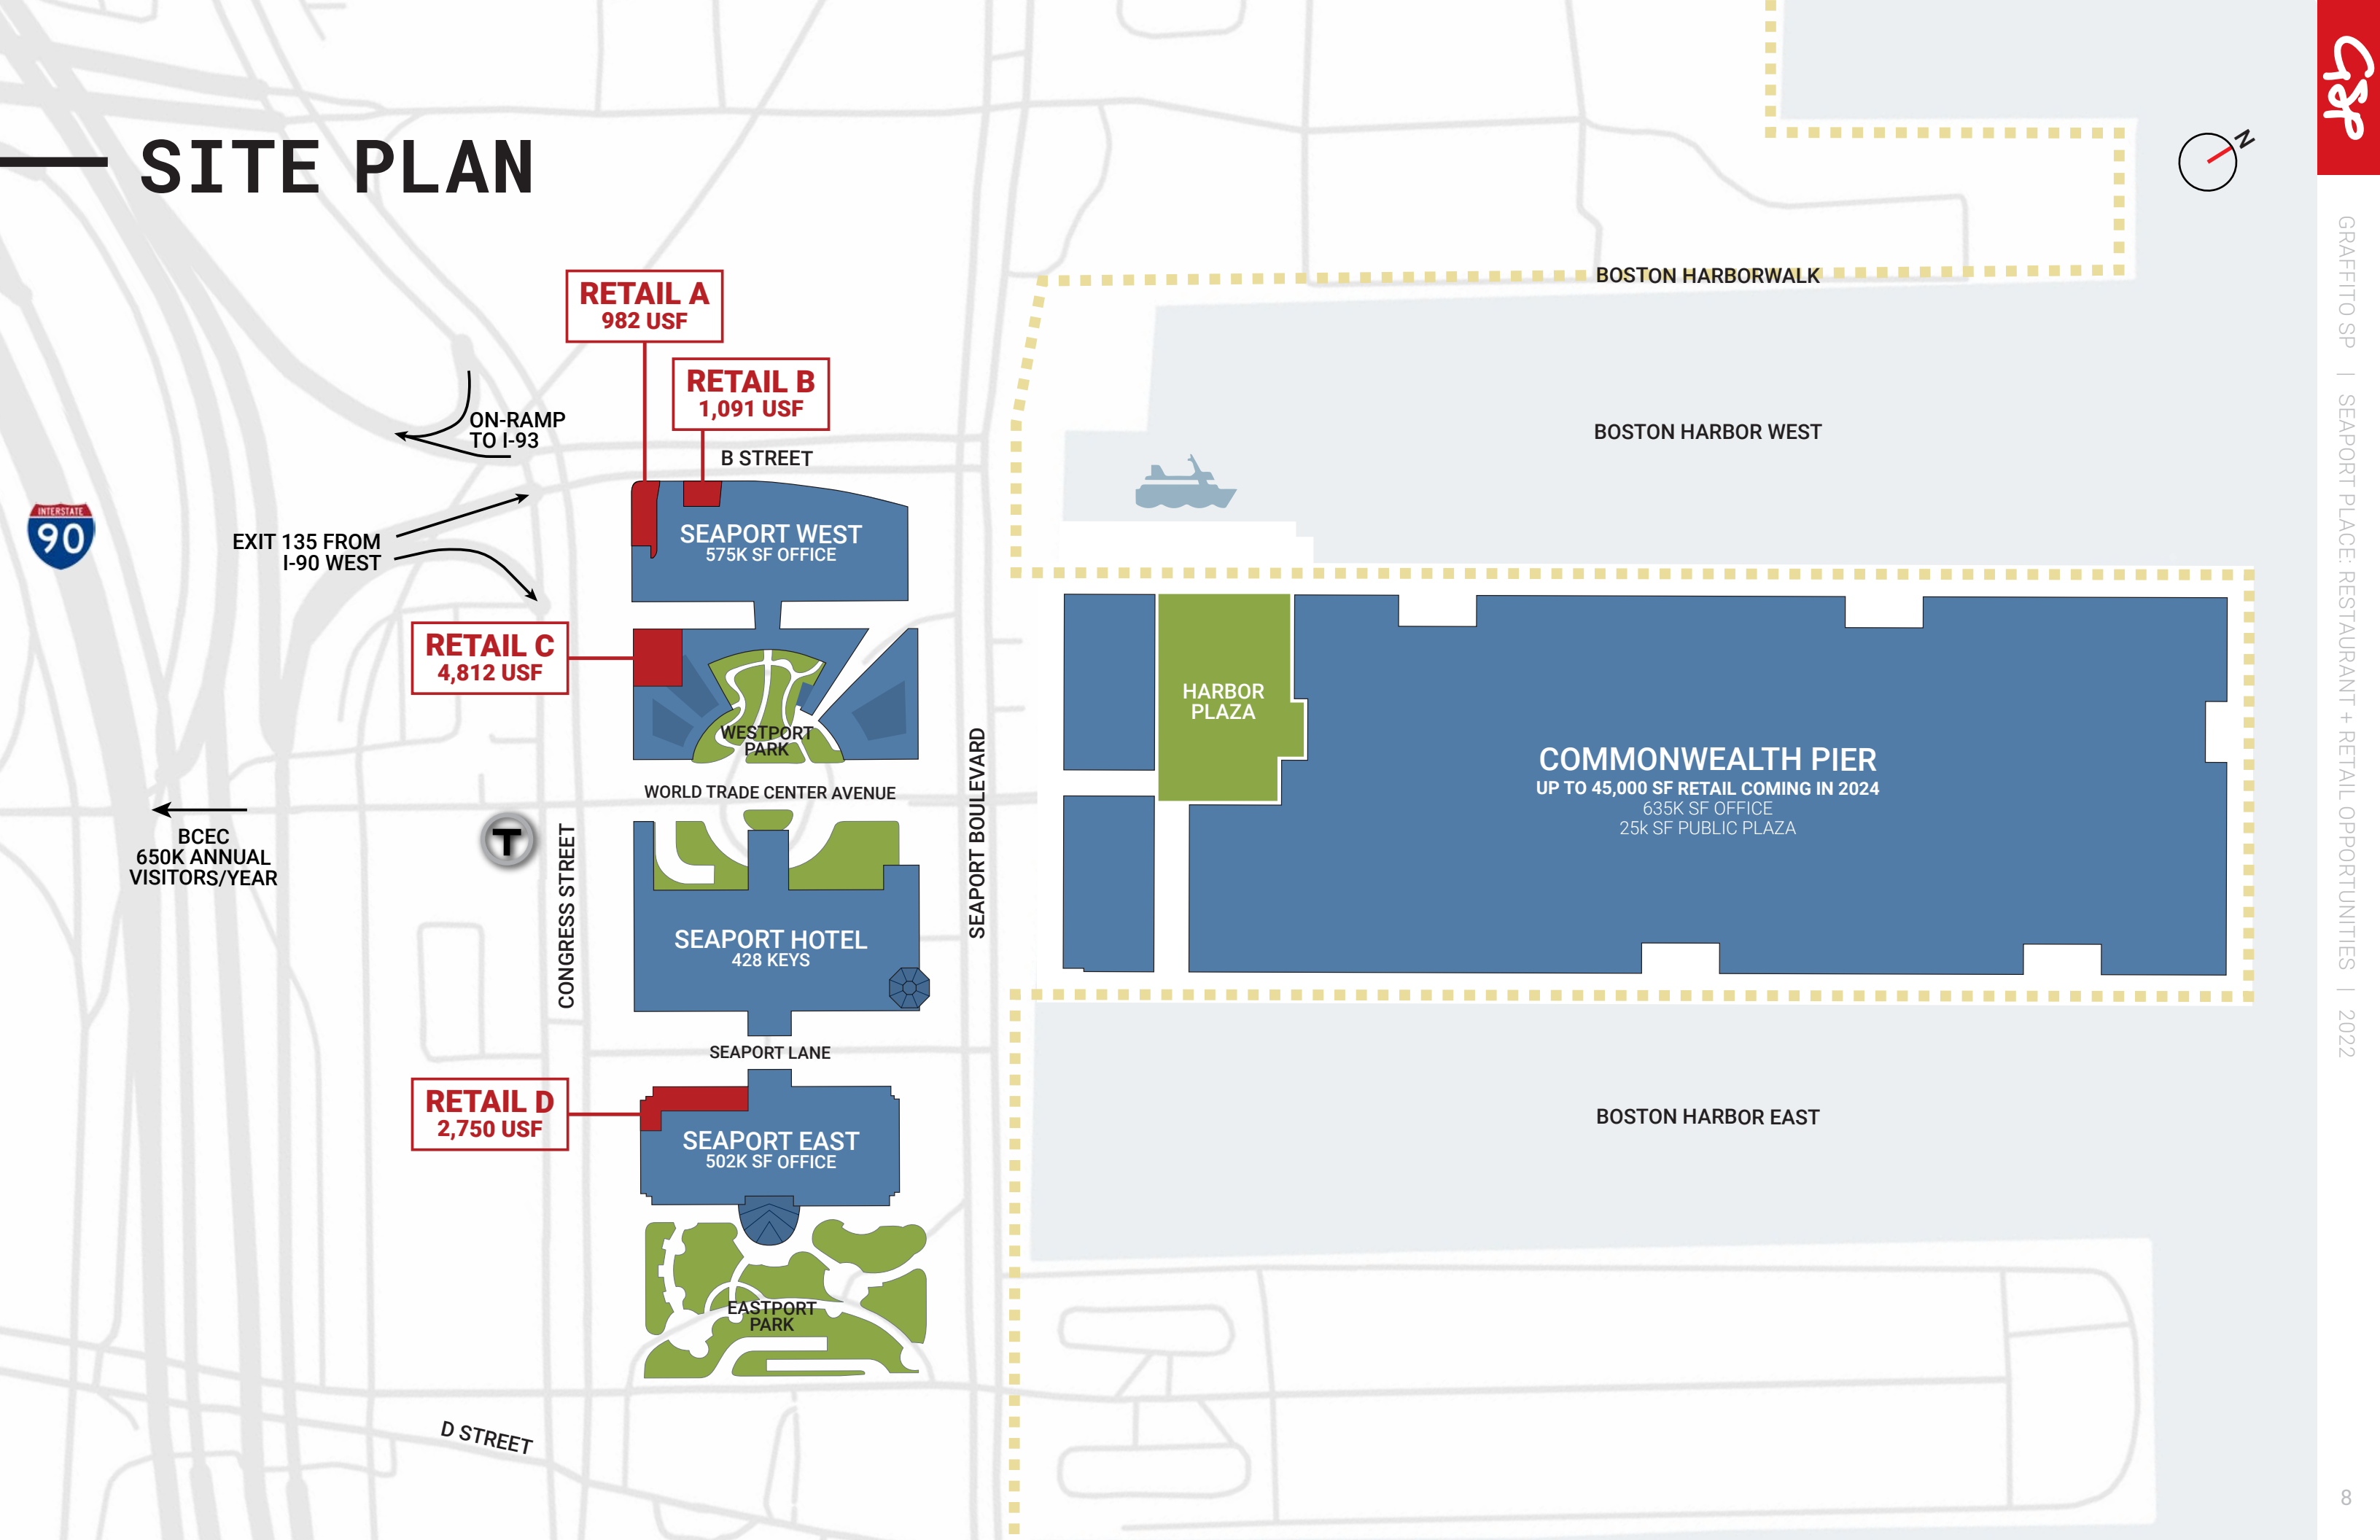 SITE PLAN
N
GSP
BOSTON HARBORWALK
RETAIL A
982 USF
RETAIL B
1,091 USF
ON-RAMP
TO I-93
B STREET
BOSTON HARBOR WEST
INTERSTATE
90
EXIT 135 FROM
I-90 WEST
SEAPORT WEST
575K SF OFFICE
RETAIL C
4,812 USF
HARBOR
PLAZA
WESTPORT
PARK
WORLD TRADE CENTER AVENUE
SEAPORT BOULEVARD
COMMONWEALTH PIER
UP TO 45,000 SF RETAIL COMING IN 2024
635K SF OFFICE
25k SF PUBLIC PLAZA
BCEC
650K ANNUAL
VISITORS/YEAR
T
CONGRESS STREET
SEAPORT HOTEL
428 KEYS
SEAPORT LANE
RETAIL D
2,750 USF
SEAPORT EAST
502K SF OFFICE
BOSTON HARBOR EAST
EASTPORT
PARK
D STREET
GRAFFITO SP | SEAPORT PLACE: RESTAURANT + RETAIL OPPORTUNITIES | 2022
8